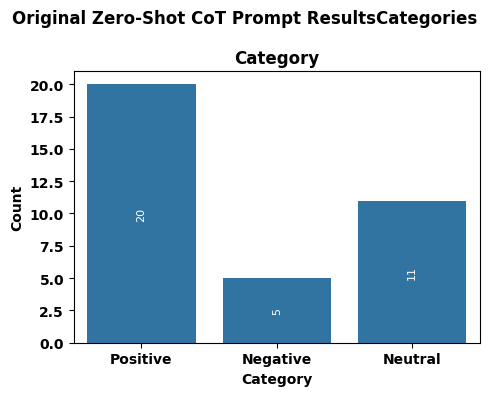 Original Zero-Shot CoT Prompt ResultsCategories
Category
20.0
17.5
15.0
12.5
10.0
7.5
5.0
2.5
0.0
Count
20
5
11
Positive Negative Neutral
Category